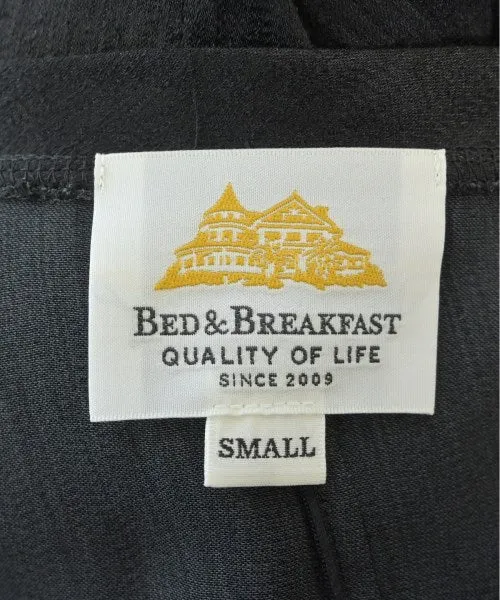 BED & BREAKFAST
QUALITY OF LIFE
SINCE 2009
SMALL